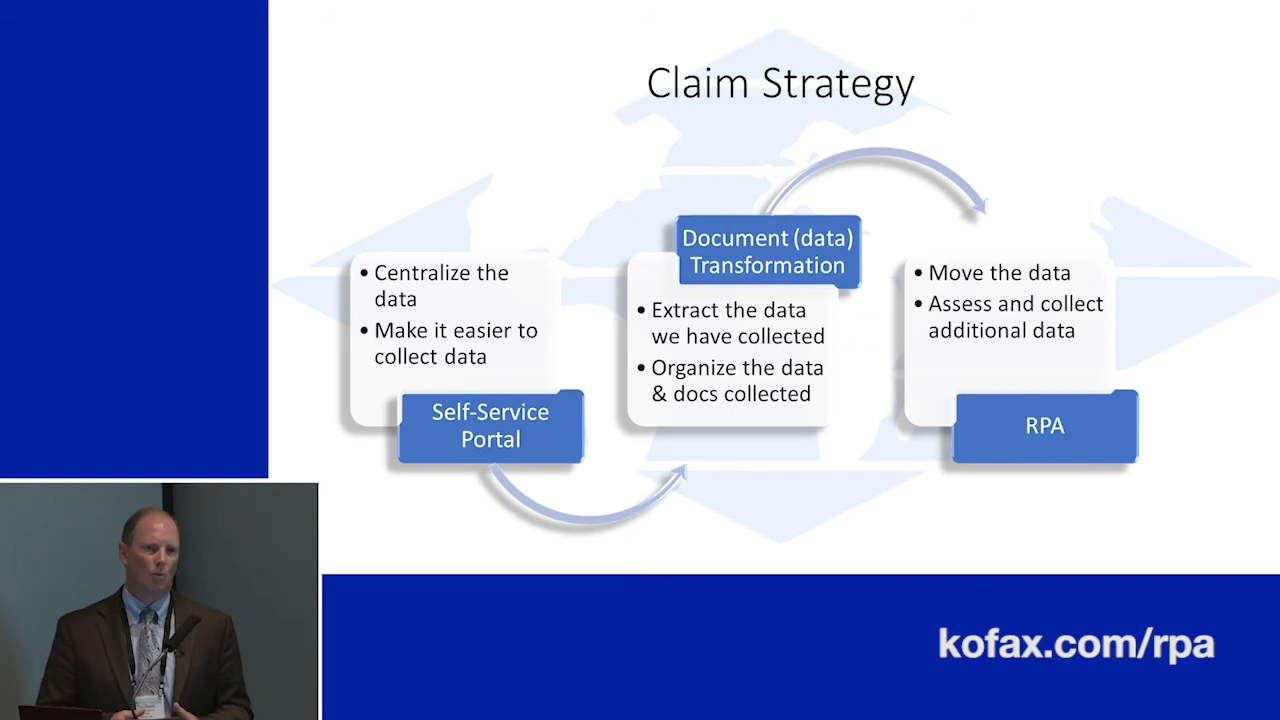 Claim Strategy
• Centralize the
data
• Make it easier to
collect data
Self-Service
Portal
Document (data)
Transformation
• Extract the data
we have collected
• Organize the data
& docs collected
• Move the data
• Assess and collect
additional data
RPA
kofax.com/rpa